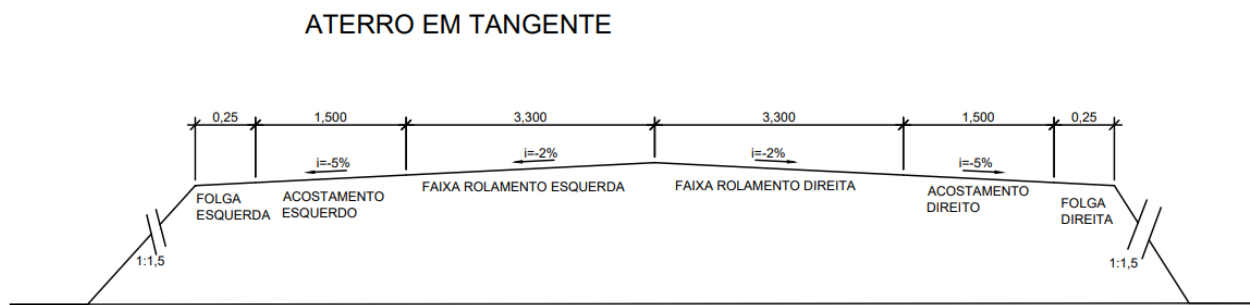 ATERRO EM TANGENTE
0,25
1,500
3,300
3,300
1,500
0,25
i=-5%
i=-2%
i=-2%
i=-5%
FOLGA
ESQUERDA
ACOSTAMENTO
ESQUERDO
FAIXA ROLAMENTO ESQUERDA
FAIXA ROLAMENTO DIREITA
ACOSTAMENTO
DIREITO
FOLGA
DIREITA
1:1,5
1:1,5